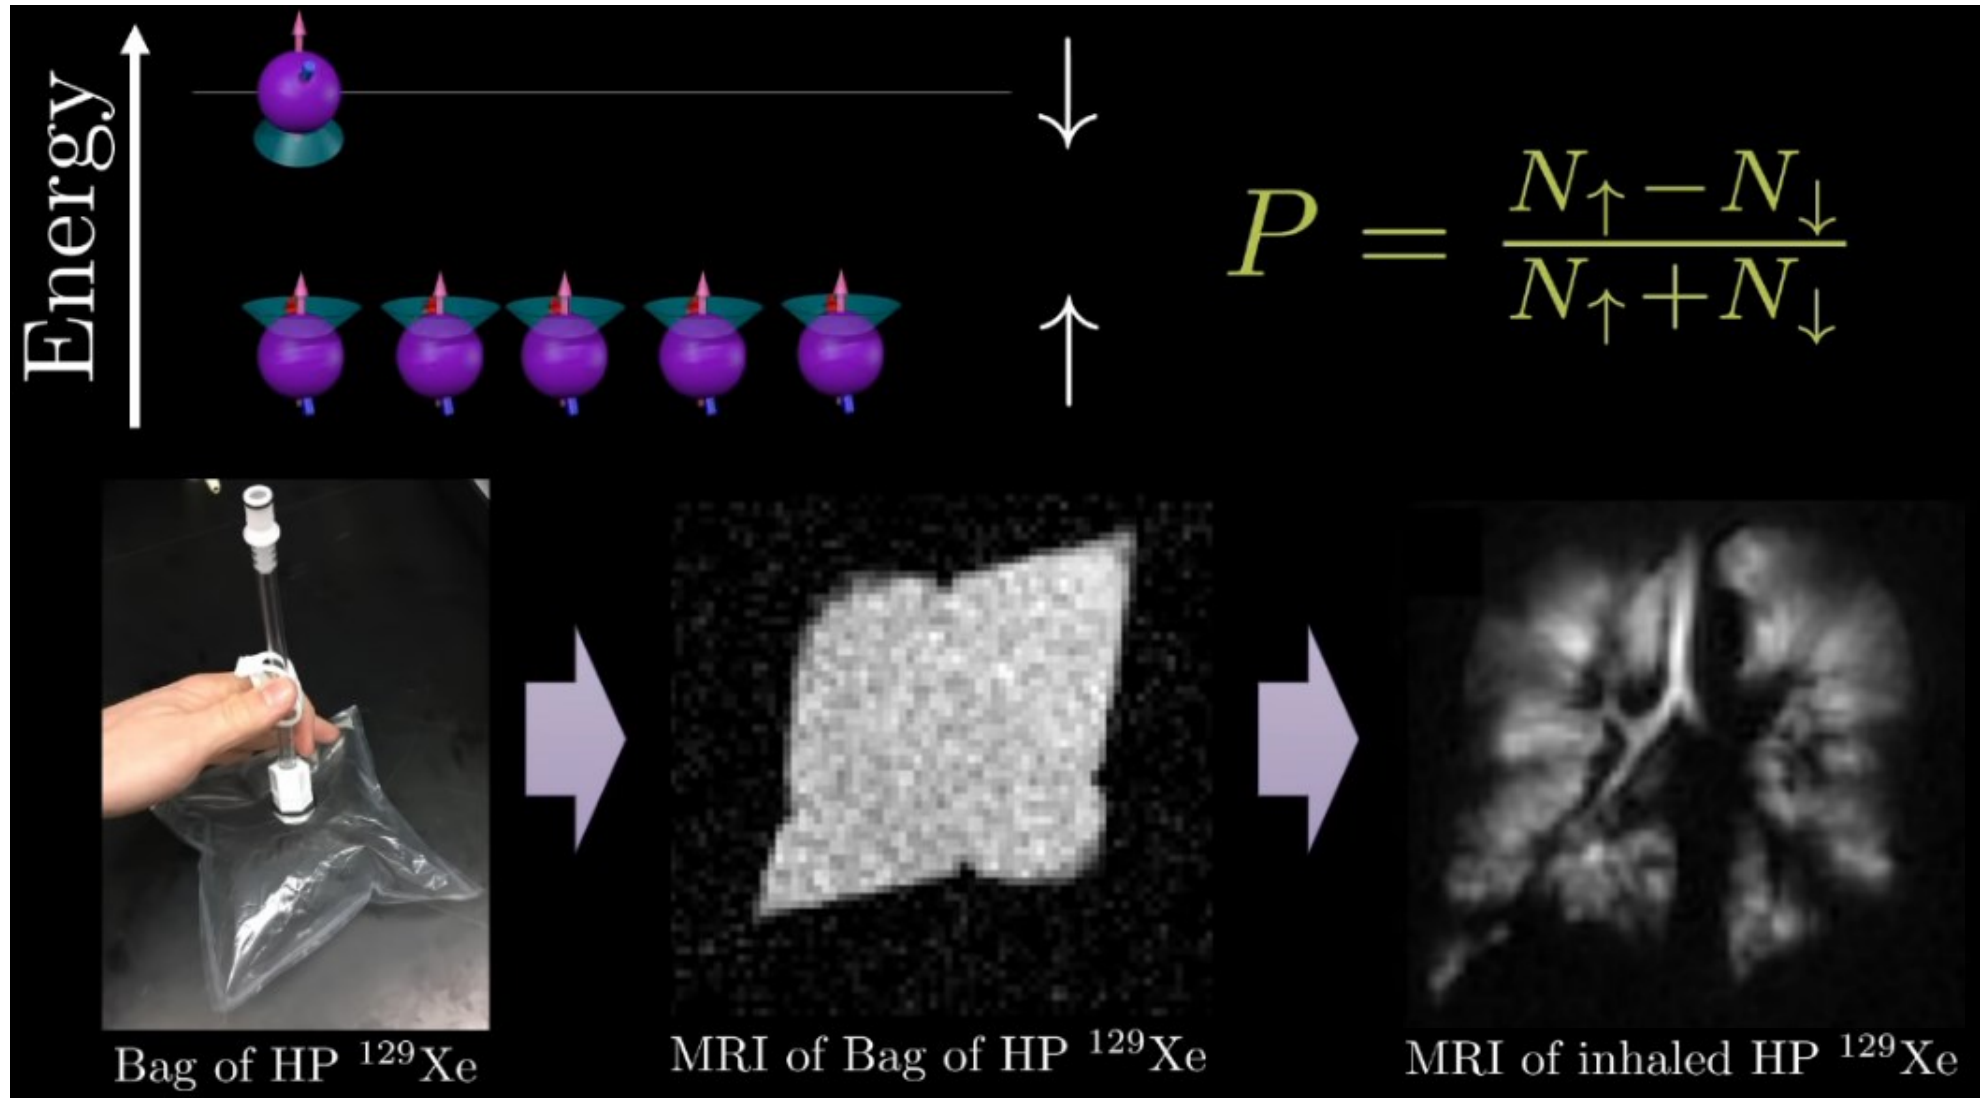 Energy
↓
↑
P = N↑ − N↓ / N↑ + N↓
Bag of HP ¹²⁹Xe
MRI of Bag of HP ¹²⁹Xe
MRI of inhaled HP ¹²⁹Xe